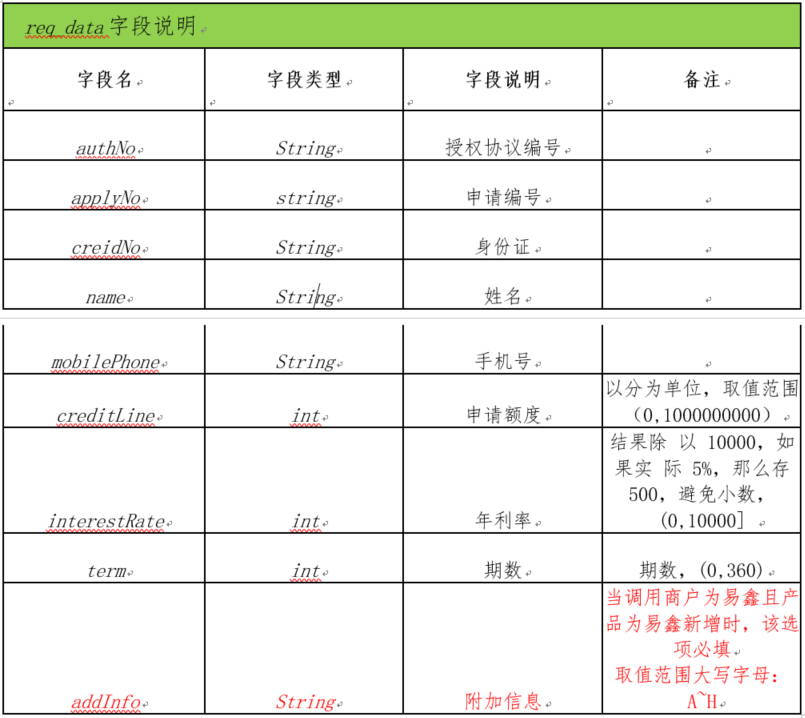 req_data字段说明
字段名 字段类型 字段说明 备注
authNo String 授权协议编号
applyNo string 申请编号
creidNo String 身份证
name String 姓名
mobilePhone String 手机号
以分为单位，取值范围
creditLine int 申请额度 （0,1000000000）
结果除 以 10000，如
果实 际 5%，那么存
500，避免小数，
interestRate int 年利率 (0,10000]
term int 期数 期数，(0,360)
当调用商户为易鑫且产
品为易鑫新增时，该选
项必填
取值范围大写字母：
addInfo String 附加信息 A~H